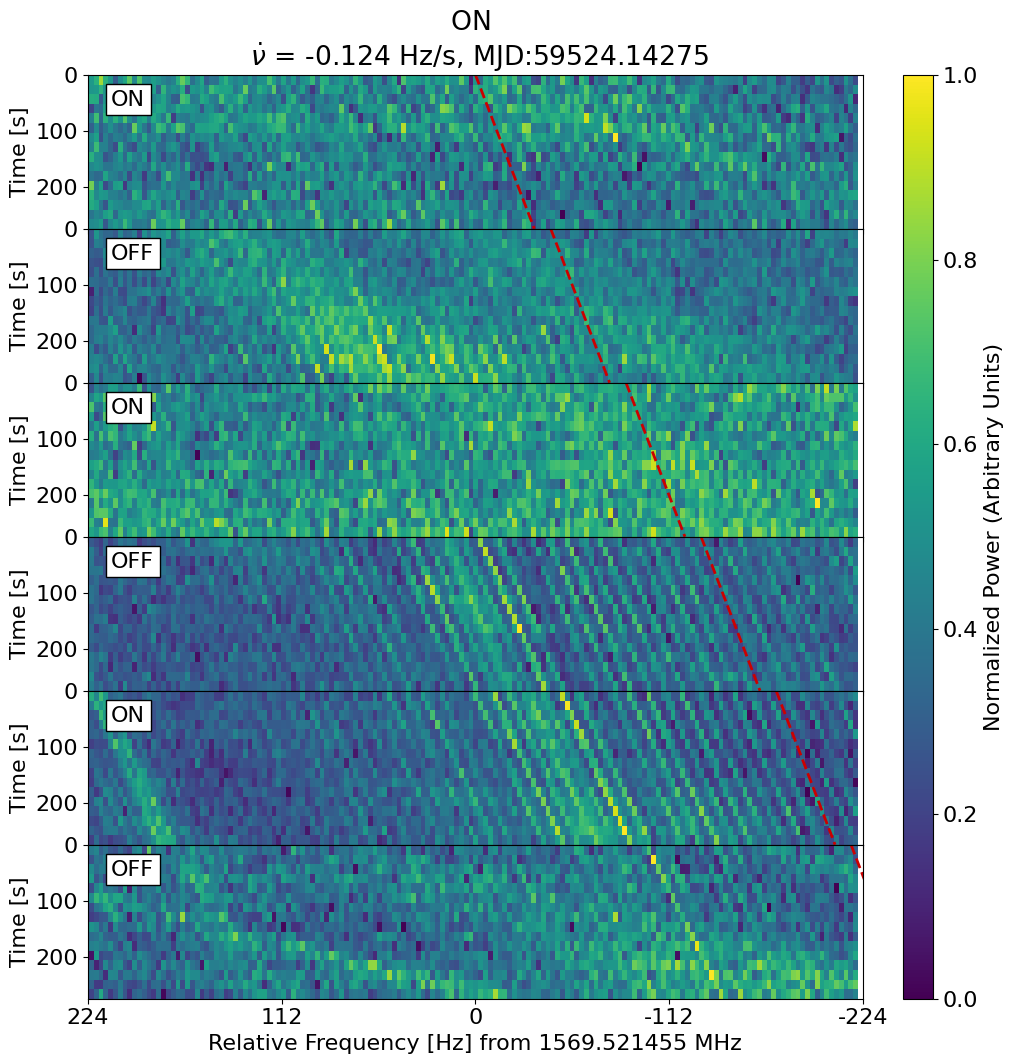 ON
ν̇ = -0.124 Hz/s, MJD:59524.14275
0
100
200
Time [s]
ON
0
100
200
Time [s]
OFF
0
100
200
Time [s]
ON
0
100
200
Time [s]
OFF
0
100
200
Time [s]
ON
0
100
200
Time [s]
OFF
224
112
0
-112
-224
Relative Frequency [Hz] from 1569.521455 MHz
1.0
0.8
0.6
0.4
0.2
0.0
Normalized Power (Arbitrary Units)